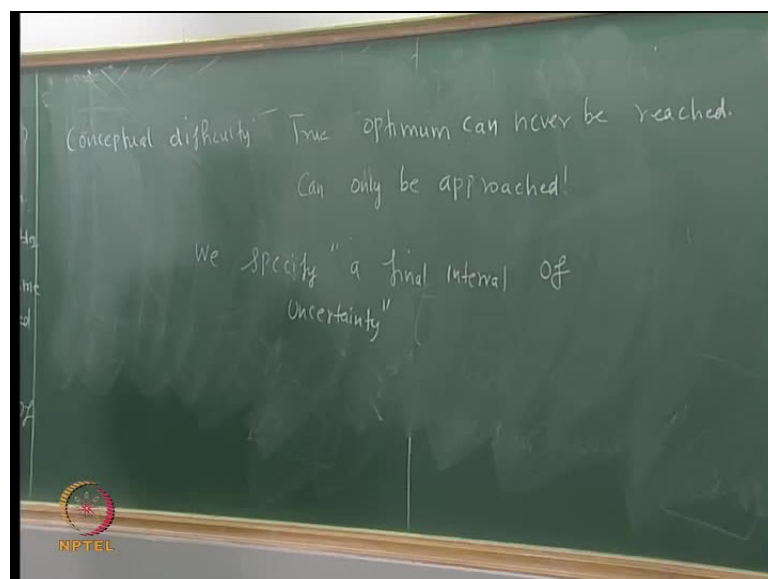 Conceptual difficulty - True optimum can never be reached.
Can only be approached!
We specify "a final interval of
uncertainty"
NPTEL